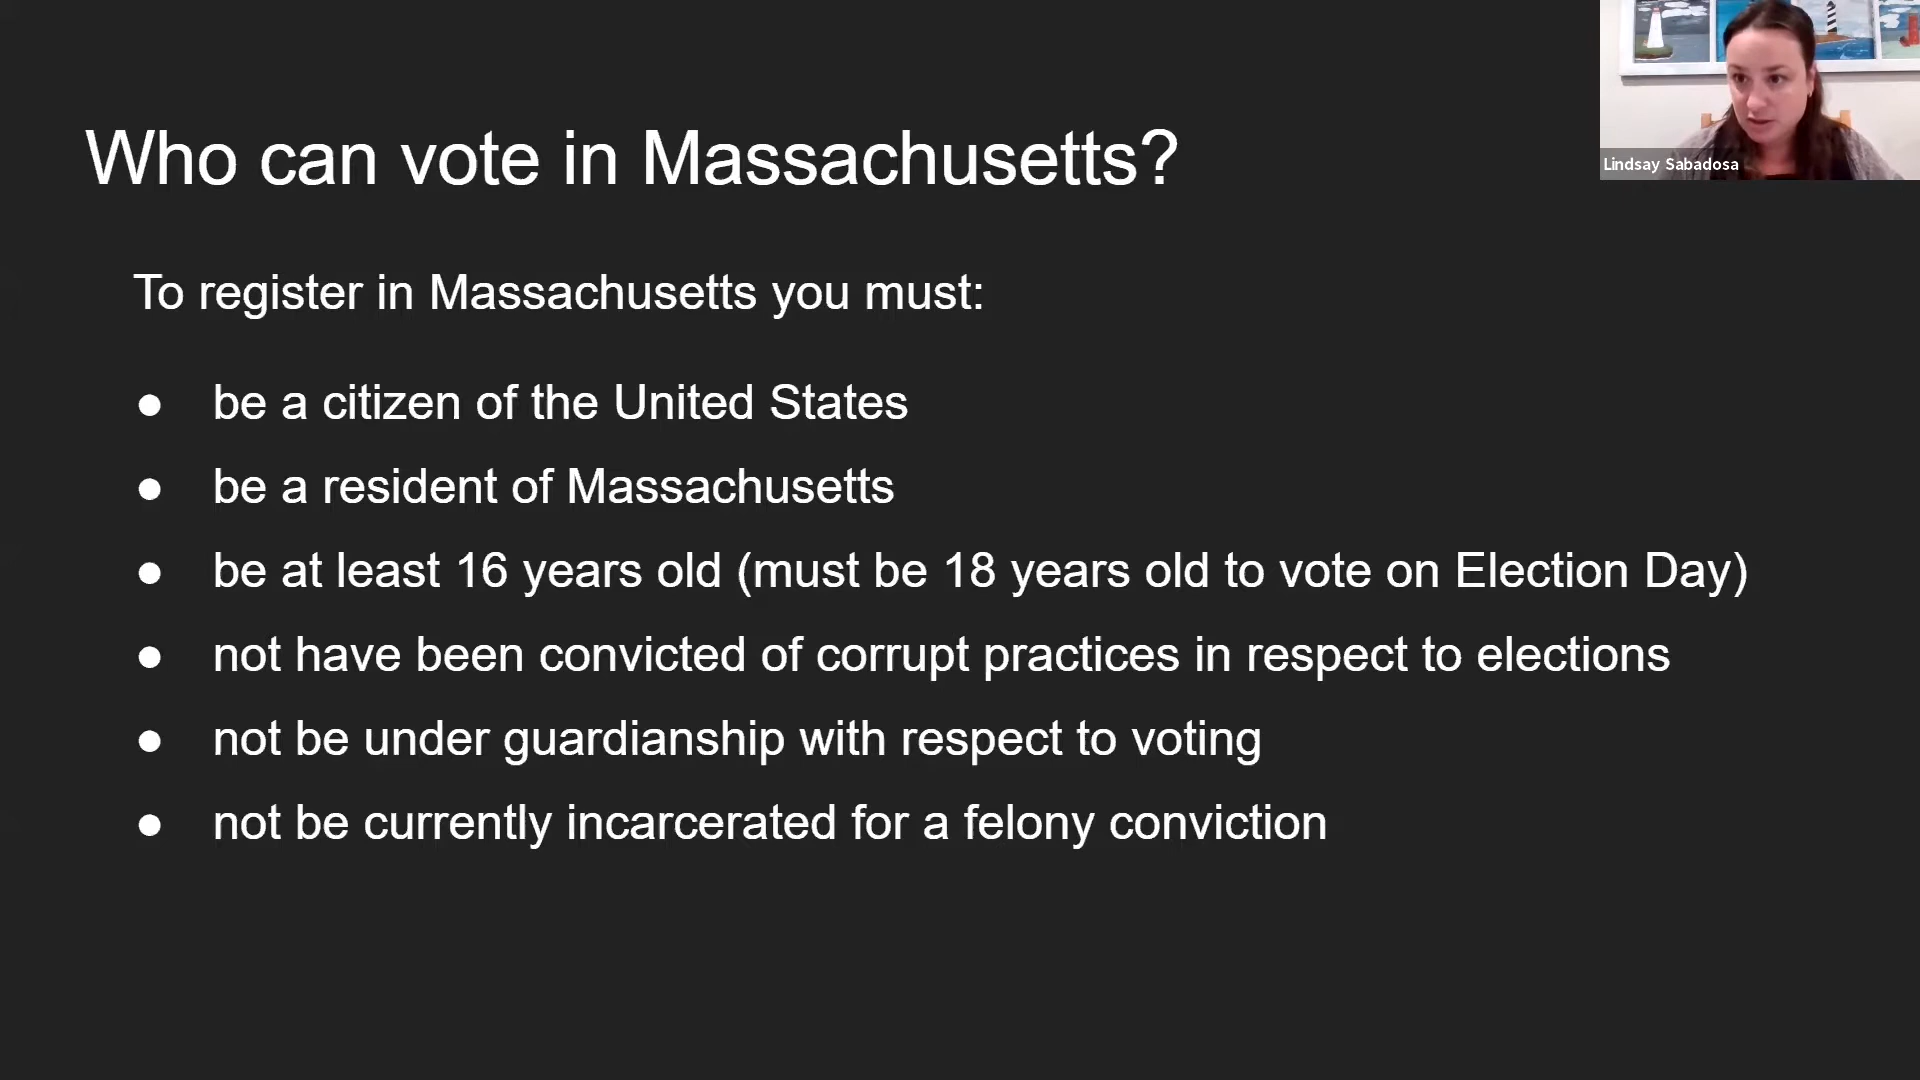 Who can vote in Massachusetts?
Lindsay Sabadosa
To register in Massachusetts you must:
● be a citizen of the United States
● be a resident of Massachusetts
● be at least 16 years old (must be 18 years old to vote on Election Day)
● not have been convicted of corrupt practices in respect to elections
● not be under guardianship with respect to voting
● not be currently incarcerated for a felony conviction